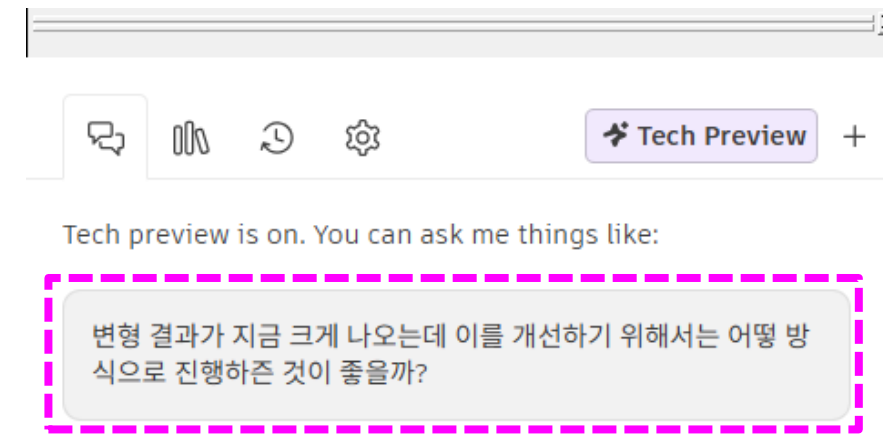 Tech Preview
Tech preview is on. You can ask me things like:
변형 결과가 지금 크게 나오는데 이를 개선하기 위해서는 어떻 방
식으로 진행하즌 것이 좋을까?